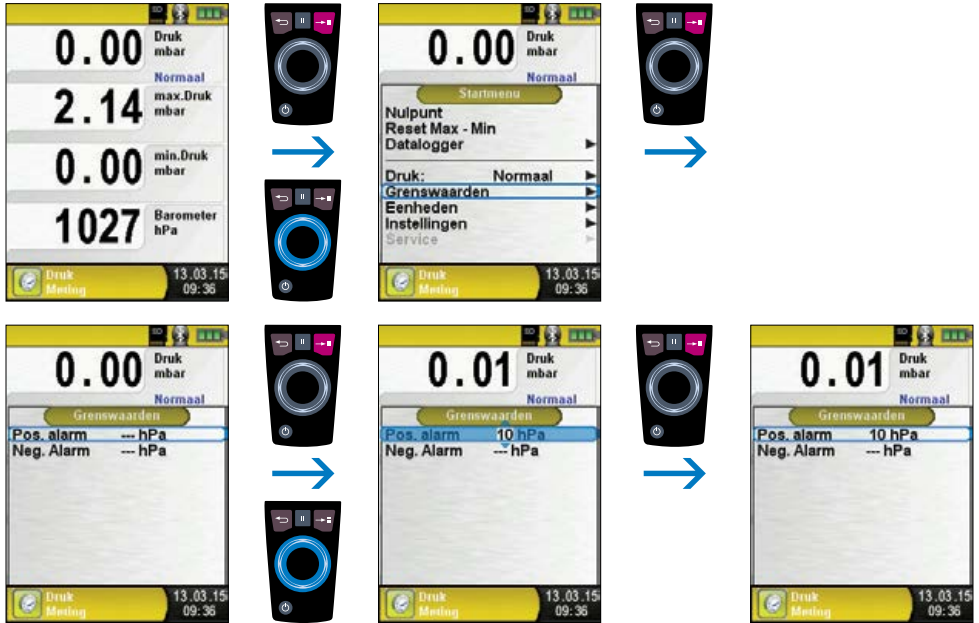 0.00 Druk
mbar
Normaal
2.14 max.Druk
mbar
0.00 min.Druk
mbar
1027 Barometer
hPa
Druk
Meting
13.03.15
09:36
0.00 Druk
mbar
Normaal
Startmenu
Nulpunt
Reset Max - Min
Datalogger
Druk: Normaal
Grenswaarden
Eenheden
Instellingen
Service
Druk
Meting
13.03.15
09:36
0.00 Druk
mbar
Normaal
Grenswaarden
Pos. alarm --- hPa
Neg. Alarm --- hPa
Druk
Meting
13.03.15
09:36
0.01 Druk
mbar
Normaal
Grenswaarden
Pos. alarm 10 hPa
Neg. Alarm --- hPa
Druk
Meting
13.03.15
09:36
0.01 Druk
mbar
Normaal
Grenswaarden
Pos. alarm 10 hPa
Neg. Alarm --- hPa
Druk
Meting
13.03.15
09:36